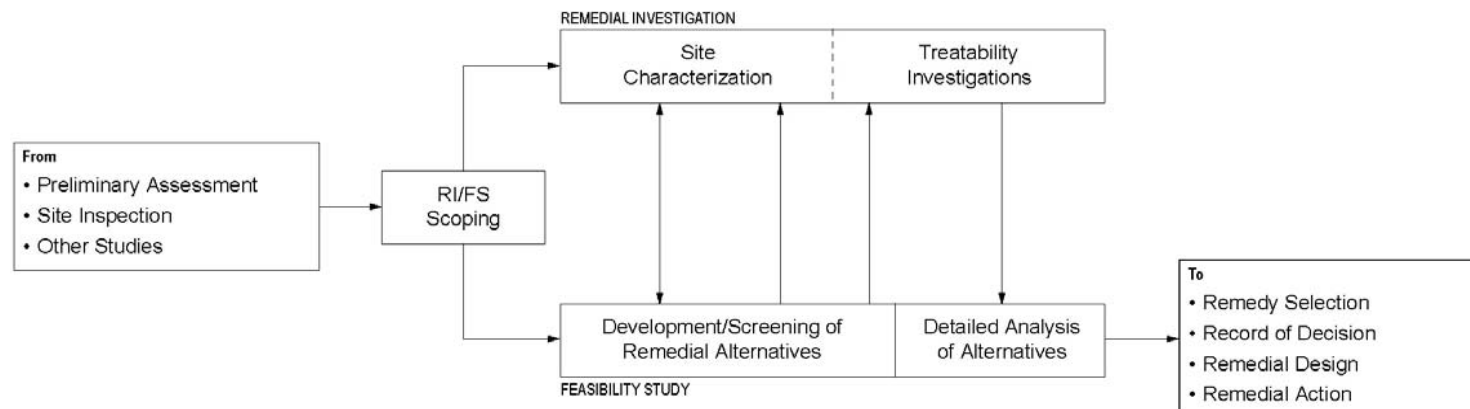 REMEDIAL INVESTIGATION
Site
Characterization
Treatability
Investigations
From
• Preliminary Assessment
• Site Inspection
• Other Studies
RI/FS
Scoping
Development/Screening of
Remedial Alternatives
Detailed Analysis
of Alternatives
FEASIBILITY STUDY
To
• Remedy Selection
• Record of Decision
• Remedial Design
• Remedial Action